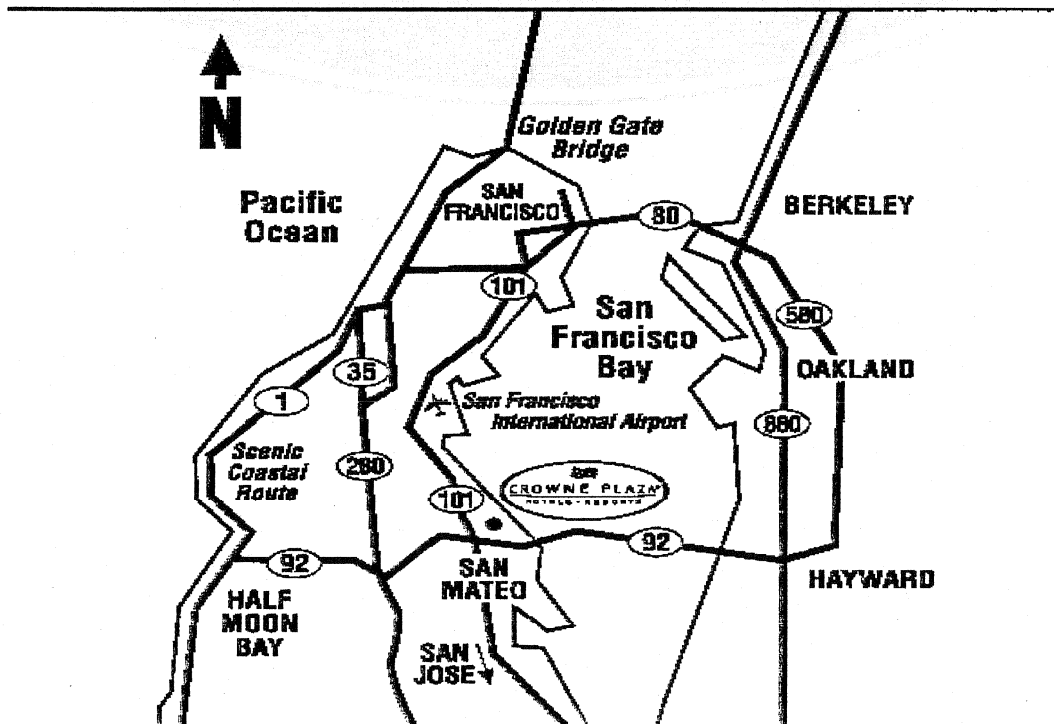 N
Golden Gate
Bridge
Pacific
Ocean
SAN
FRANCISCO
80
BERKELEY
101
San
Francisco
Bay
580
35
OAKLAND
1
San Francisco
International Airport
880
Scenic
Coastal
Route
280
101
CROWNE PLAZA
HOTELS • RESORTS
92
92
SAN
MATEO
HAYWARD
HALF
MOON
BAY
SAN
JOSE